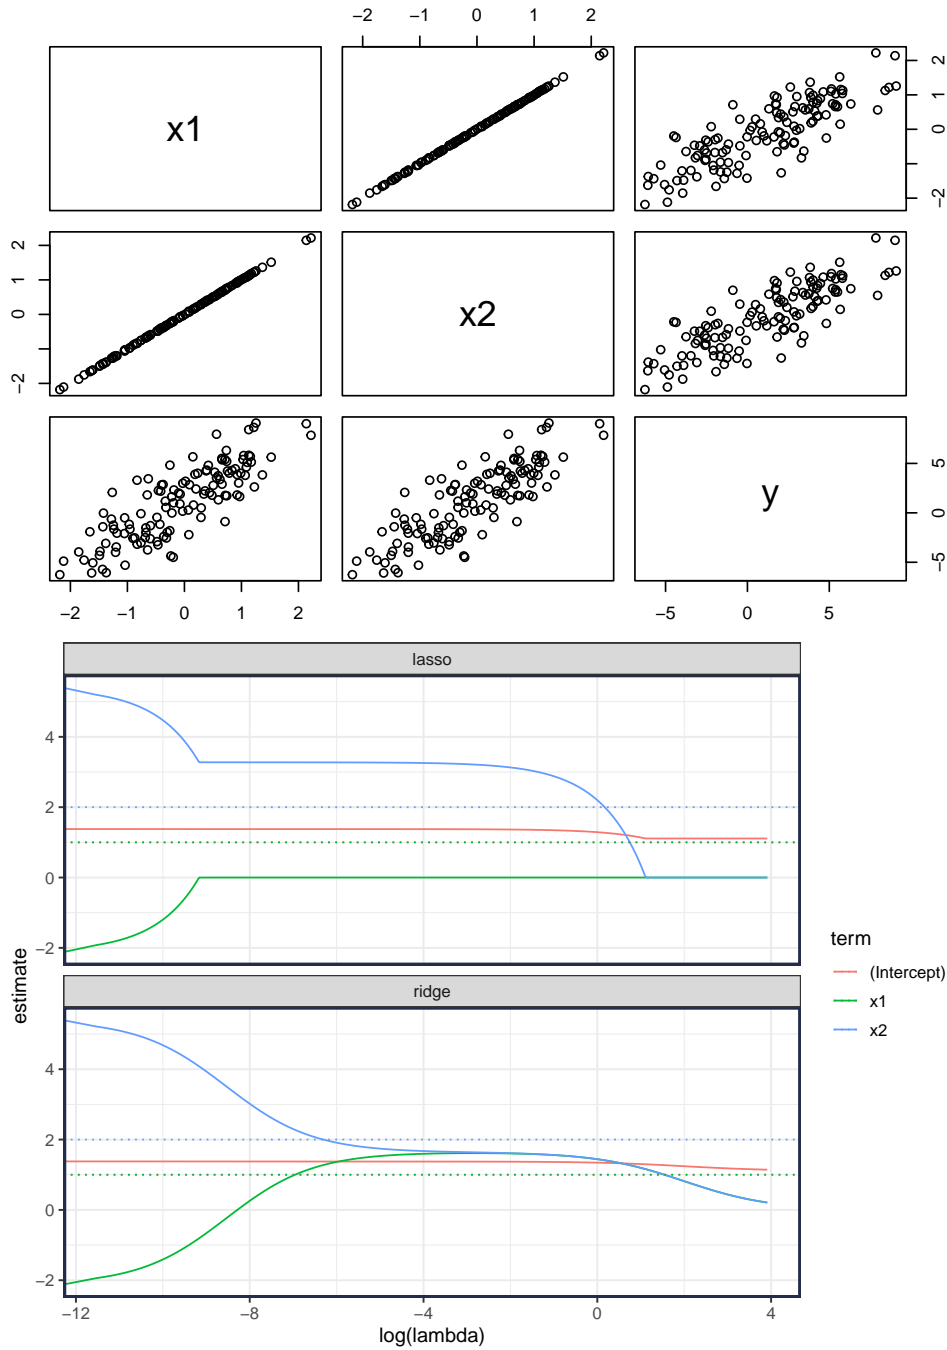 −2 −1 0 1 2
x1
−2 0 1 2
−2 0 1 2
x2
y
−5 0 5
−2 −1 0 1 2
−5 0 5
lasso
4
2
0
−2
ridge
4
2
0
−2
−12 −8 −4 0 4
log(lambda)
estimate
term
(Intercept)
x1
x2